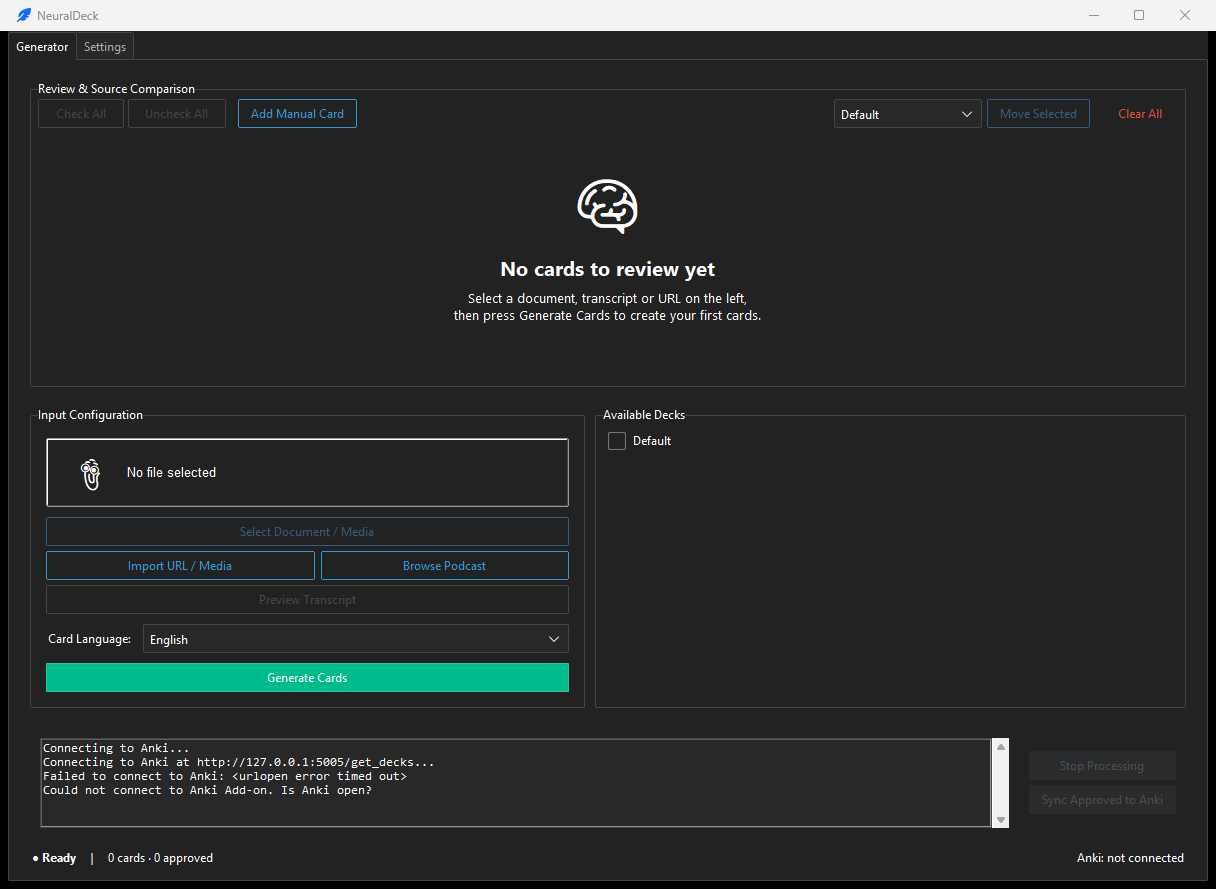 NeuralDeck
Generator
Settings
Review & Source Comparison
Check All
Uncheck All
Add Manual Card
Default
Move Selected
Clear All
No cards to review yet
Select a document, transcript or URL on the left,
then press Generate Cards to create your first cards.
Input Configuration
No file selected
Select Document / Media
Import URL / Media
Browse Podcast
Preview Transcript
Card Language:
English
Generate Cards
Available Decks
Default
Connecting to Anki...
Connecting to Anki at http://127.0.0.1:5005/get_decks...
Failed to connect to Anki: <urlopen error timed out>
Could not connect to Anki Add-on. Is Anki open?
Stop Processing
Sync Approved to Anki
• Ready | 0 cards · 0 approved
Anki: not connected